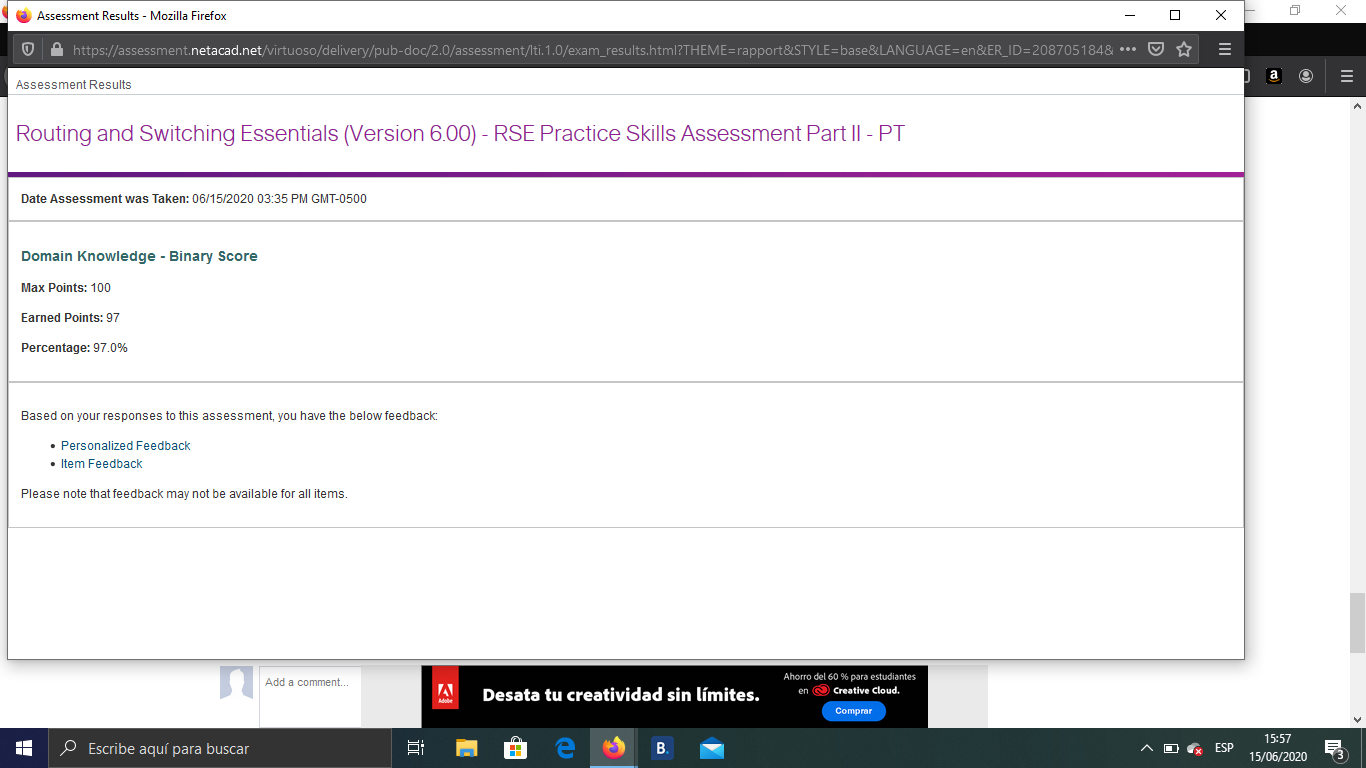 Assessment Results - Mozilla Firefox
https://assessment.netacad.net/virtuoso/delivery/pub-doc/2.0/assessment/lti.1.0/exam_results.html?THEME=rapport&STYLE=base&LANGUAGE=en&ER_ID=208705184&
Assessment Results
Routing and Switching Essentials (Version 6.00) - RSE Practice Skills Assessment Part II - PT
Date Assessment was Taken: 06/15/2020 03:35 PM GMT-0500
Domain Knowledge - Binary Score
Max Points: 100
Earned Points: 97
Percentage: 97.0%
Based on your responses to this assessment, you have the below feedback:
• Personalized Feedback
• Item Feedback
Please note that feedback may not be available for all items.
Add a comment...
Adobe
Desata tu creatividad sin límites.
Ahorro del 60 % para estudiantes
en Creative Cloud.
Comprar
Escribe aquí para buscar
B.
ESP
15:57
15/06/2020
3